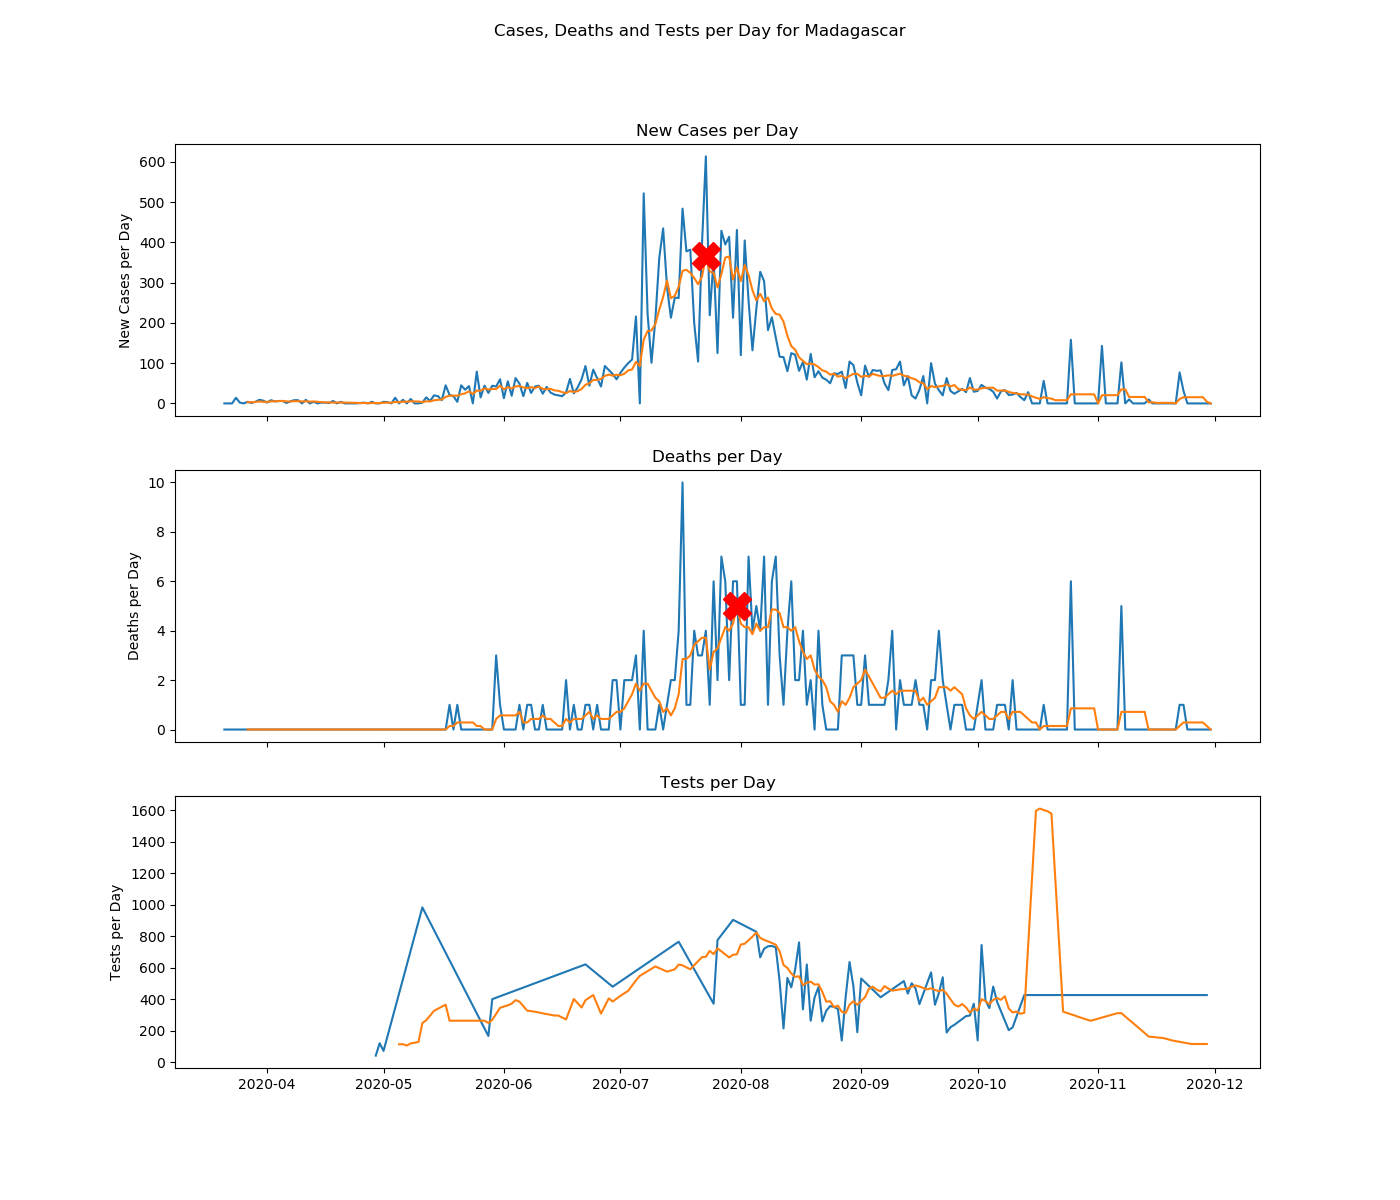 Cases, Deaths and Tests per Day for Madagascar
New Cases per Day
New Cases per Day
600
500
400
300
200
100
0
Deaths per Day
Deaths per Day
10
8
6
4
2
0
Tests per Day
Tests per Day
1600
1400
1200
1000
800
600
400
200
0
2020-04 2020-05 2020-06 2020-07 2020-08 2020-09 2020-10 2020-11 2020-12